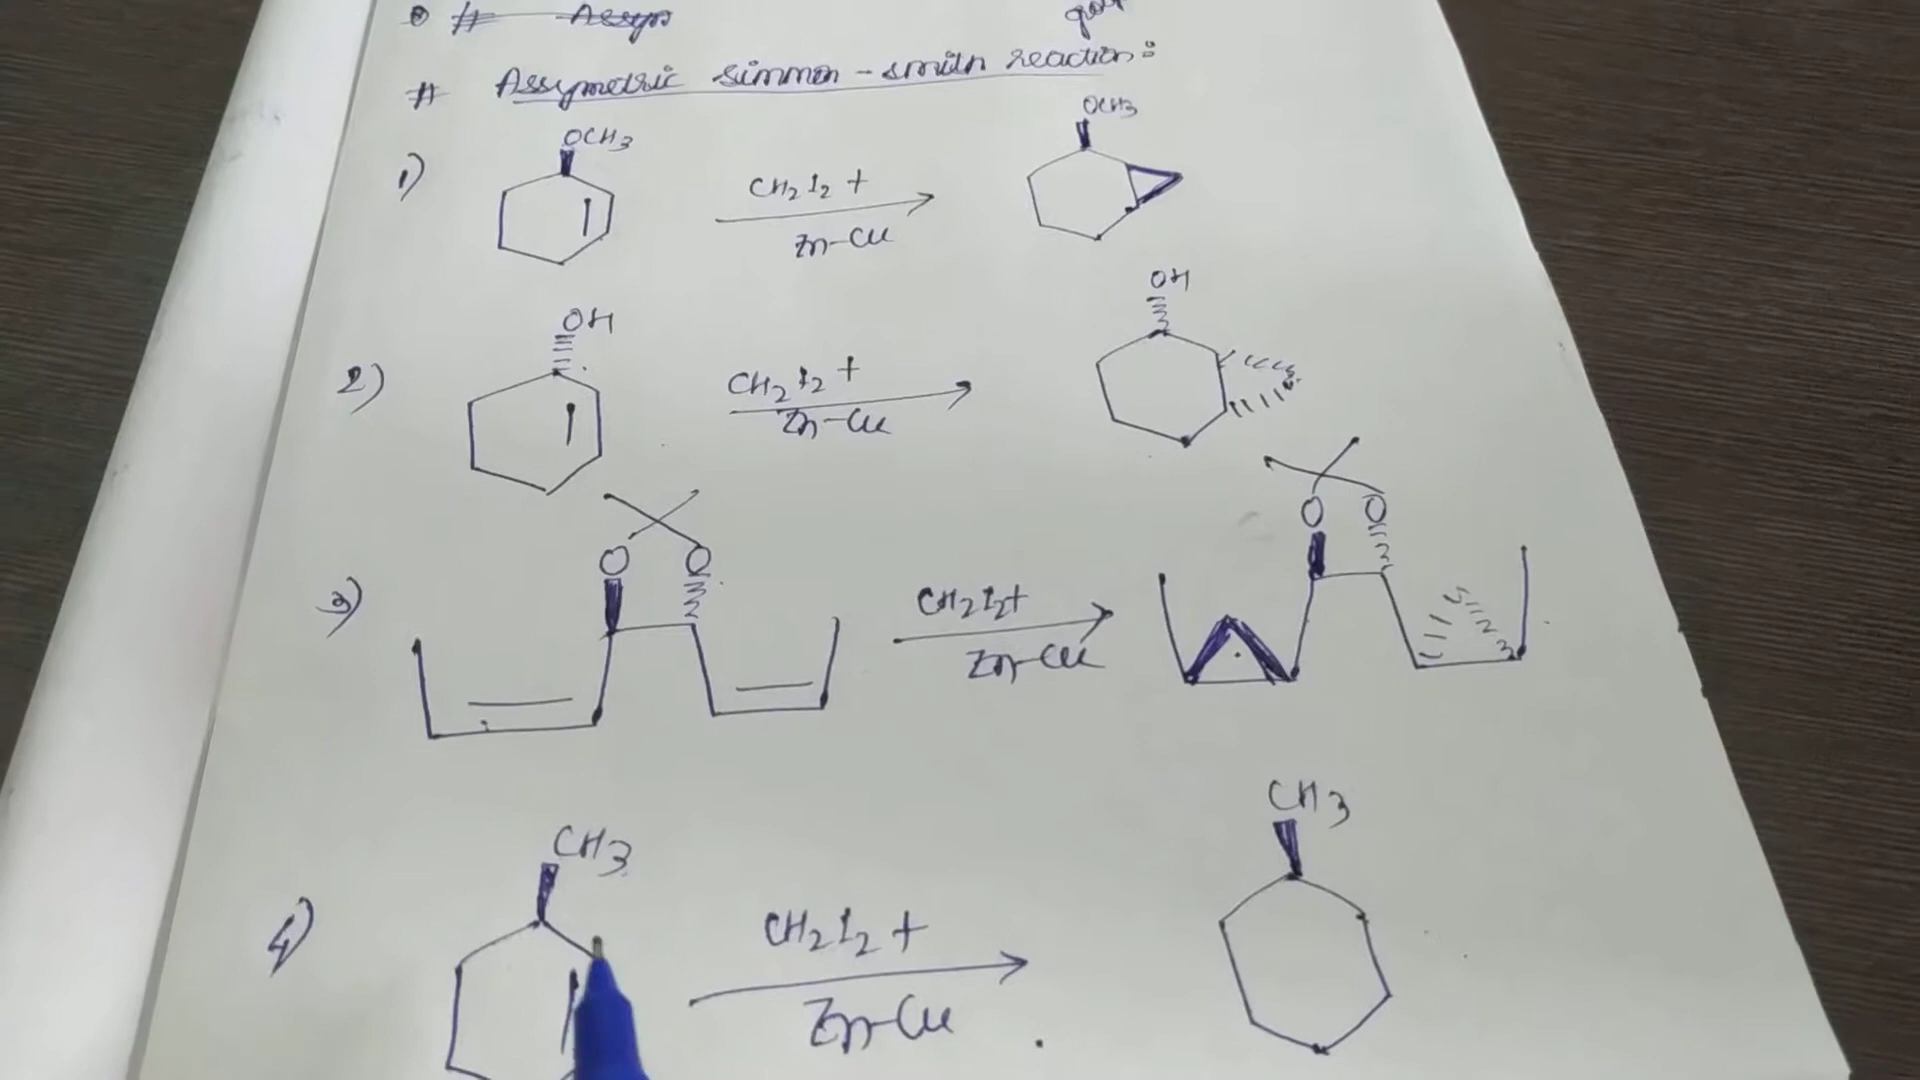 # Assym
# Assymetric simmon-smith reaction:
1) OCH3 CH2I2 + Zn-Cu OCH3
2) OH CH2I2 + Zn-Cu OH
3) O O CH2I2+ Zn-Cu O O
4) CH3 CH2I2 + Zn-Cu CH3